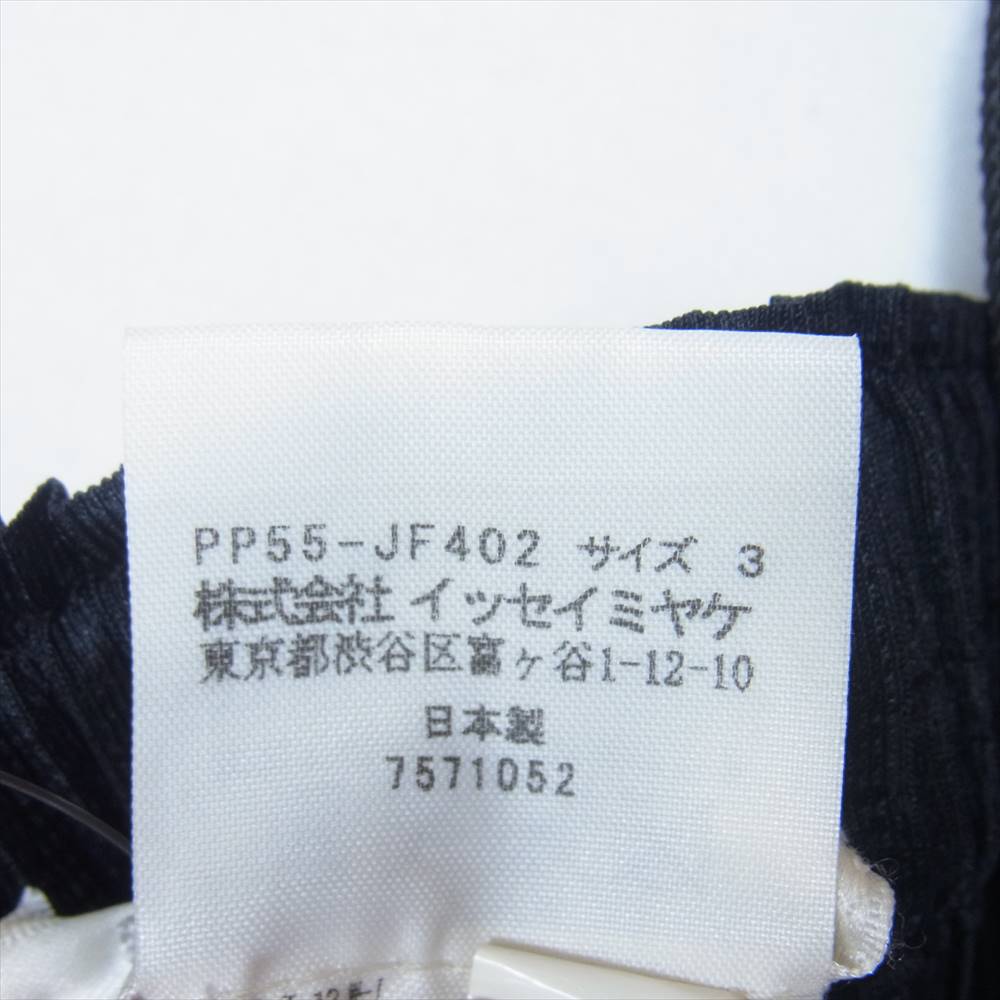 PP55-JF402 サイズ 3
株式会社 イッセイミヤケ
東京都渋谷区富ヶ谷1-12-10
日本製
7571052